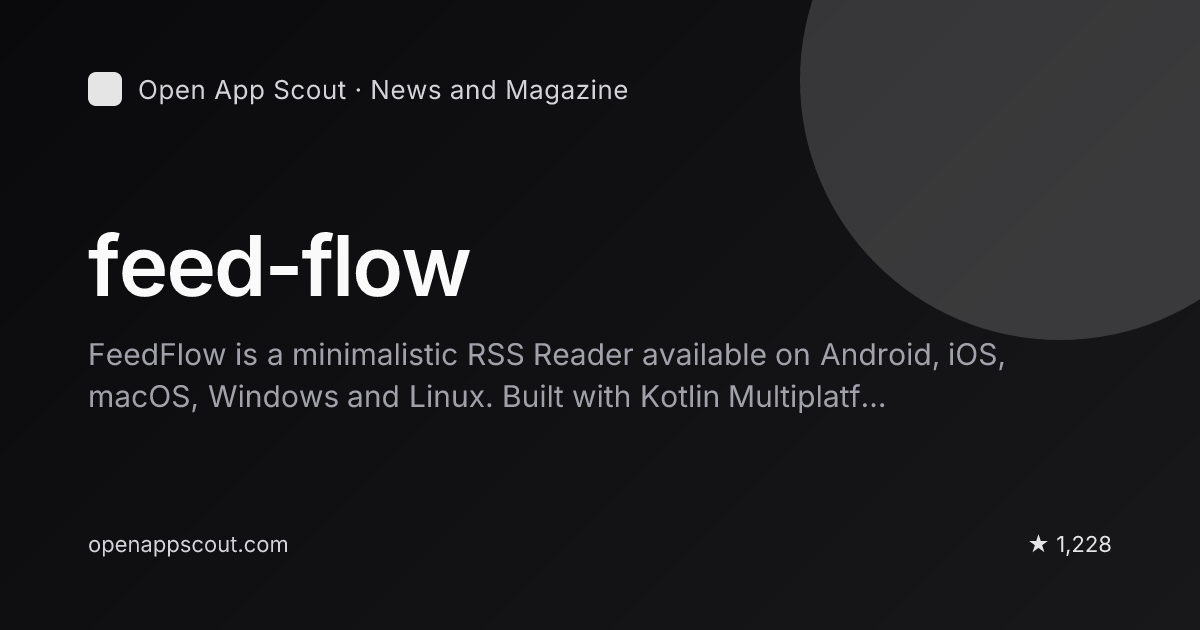 Open App Scout · News and Magazine
feed-flow
FeedFlow is a minimalistic RSS Reader available on Android, iOS,
macOS, Windows and Linux. Built with Kotlin Multiplatf...
openappscout.com
★ 1,228